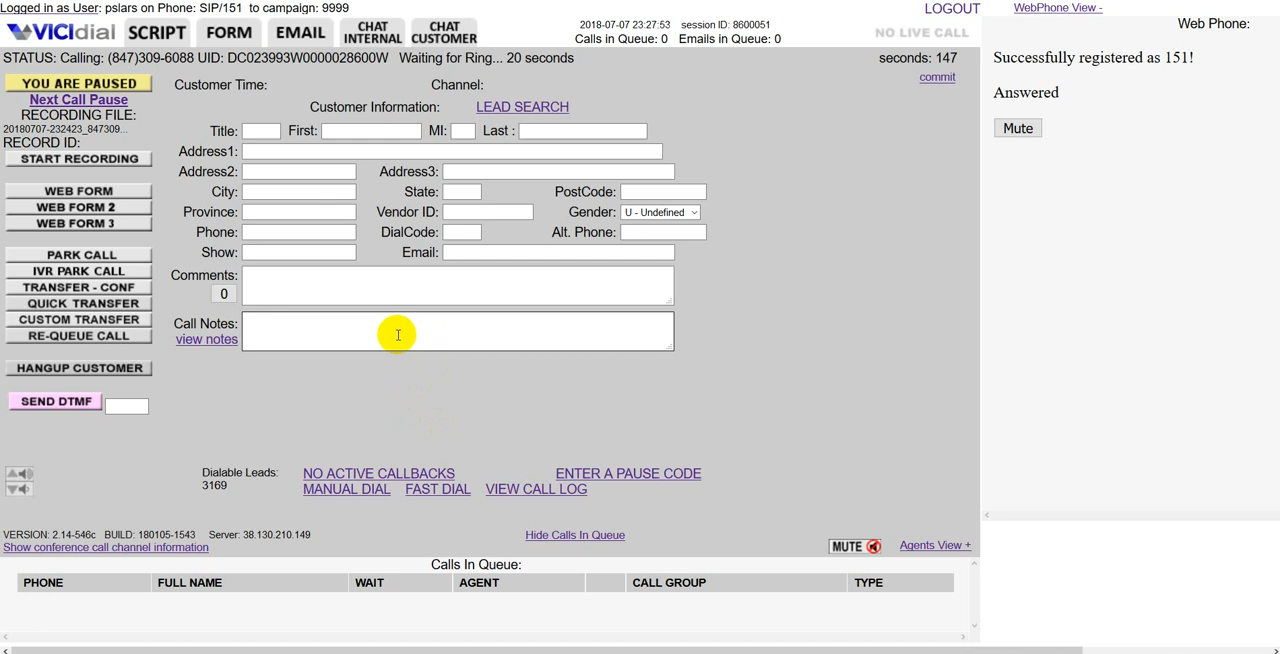 Logged in as User: pslars on Phone: SIP/151 to campaign: 9999
LOGOUT
WebPhone View -
VICIdial SCRIPT FORM EMAIL CHAT INTERNAL CHAT CUSTOMER
2018-07-07 23:27:53 session ID: 8600051
Calls in Queue: 0 Emails in Queue: 0
NO LIVE CALL
Web Phone:
STATUS: Calling: (847)309-6088 UID: DC023993W0000028600W Waiting for Ring... 20 seconds
seconds: 147
Successfully registered as 151!
commit
Answered
Mute
YOU ARE PAUSED
Next Call Pause
RECORDING FILE:
20180707-232423_847309...
RECORD ID:
START RECORDING
WEB FORM
WEB FORM 2
WEB FORM 3
PARK CALL
IVR PARK CALL
TRANSFER - CONF
QUICK TRANSFER
CUSTOM TRANSFER
RE-QUEUE CALL
HANGUP CUSTOMER
SEND DTMF
Customer Time: Channel:
Customer Information: LEAD SEARCH
Title: First: MI: Last :
Address1:
Address2: Address3:
City: State: PostCode:
Province: Vendor ID: Gender: U - Undefined
Phone: DialCode: Alt. Phone:
Show: Email:
Comments:
0
Call Notes:
view notes
Dialable Leads:
3169
NO ACTIVE CALLBACKS ENTER A PAUSE CODE
MANUAL DIAL FAST DIAL VIEW CALL LOG
VERSION: 2.14-546c BUILD: 180105-1543 Server: 38.130.210.149
Hide Calls In Queue
Show conference call channel information
MUTE
Agents View +
Calls In Queue:
PHONE FULL NAME WAIT AGENT CALL GROUP TYPE